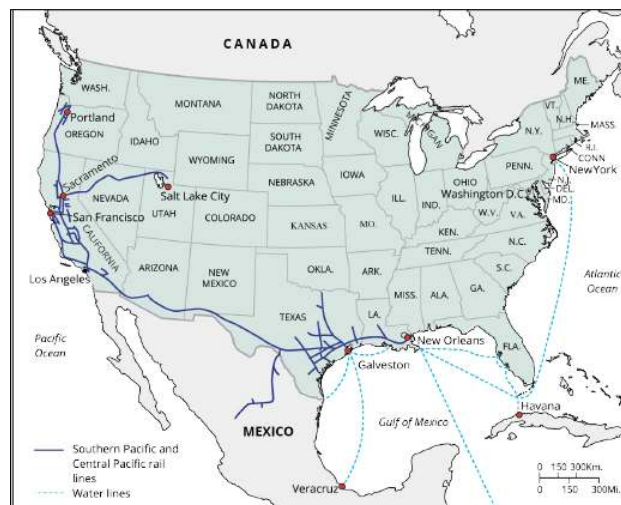 CANADA
WASH.
MONTANA
NORTH
DAKOTA
MINNESOTA
ME.
Portland
OREGON
IDAHO
SOUTH
DAKOTA
WISC.
MICHIGAN
VT.
N.H.
MASS.
N.Y.
WYOMING
R.I.
CONN
Sacramento
NEVADA
Salt Lake City
NEBRASKA
IOWA
PENN.
New York
N.J.
DEL.
MD.
ILL.
IND.
OHIO
Washington D.C.
San Francisco
UTAH
COLORADO
KANSAS
MO.
W.V.
VA.
KEN.
CALIFORNIA
TENN.
N.C.
Los Angeles
ARIZONA
NEW
MEXICO
OKLA.
ARK.
S.C.
Atlantic
Ocean
MISS.
ALA.
GA.
TEXAS
LA.
Pacific
Ocean
New Orleans
FLA.
Galveston
MEXICO
Gulf of Mexico
Havana
Southern Pacific and
Central Pacific rail
lines
Water lines
Veracruz
0 150 300Km.
0 150 300Mi.